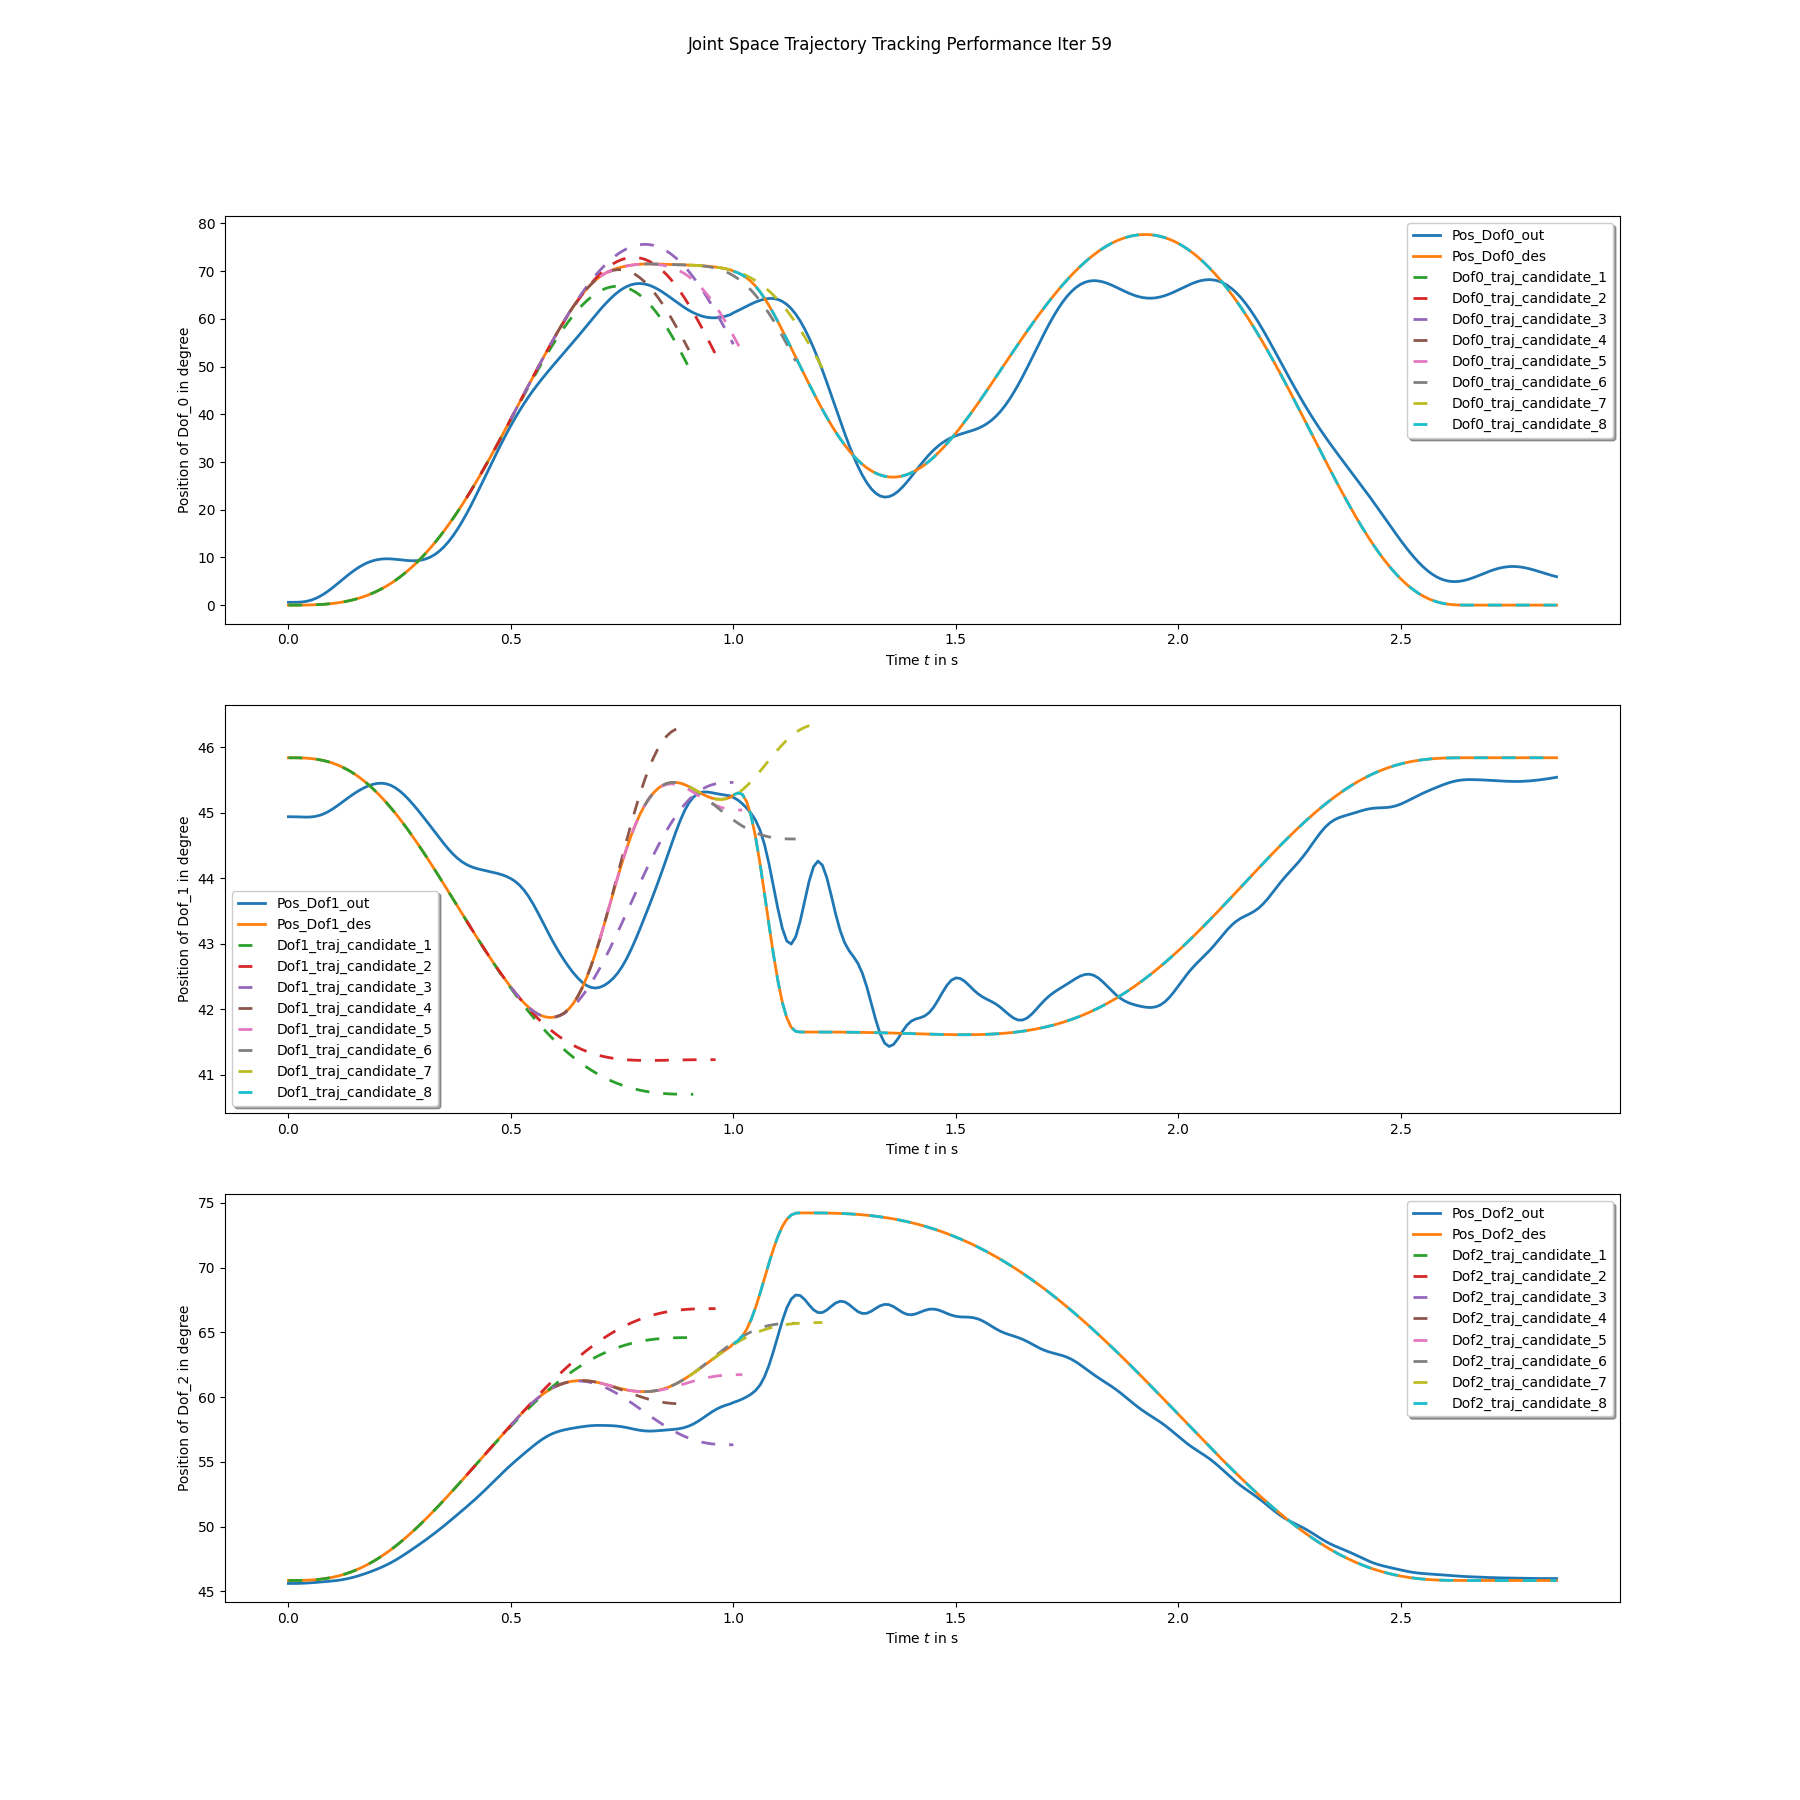 Joint Space Trajectory Tracking Performance Iter 59
80
70
60
50
40
30
20
10
0
Position of Dof_0 in degree
Pos_Dof0_out
Pos_Dof0_des
Dof0_traj_candidate_1
Dof0_traj_candidate_2
Dof0_traj_candidate_3
Dof0_traj_candidate_4
Dof0_traj_candidate_5
Dof0_traj_candidate_6
Dof0_traj_candidate_7
Dof0_traj_candidate_8
0.0 0.5 1.0 1.5 2.0 2.5
Time t in s
46
45
44
43
42
41
Position of Dof_1 in degree
Pos_Dof1_out
Pos_Dof1_des
Dof1_traj_candidate_1
Dof1_traj_candidate_2
Dof1_traj_candidate_3
Dof1_traj_candidate_4
Dof1_traj_candidate_5
Dof1_traj_candidate_6
Dof1_traj_candidate_7
Dof1_traj_candidate_8
0.0 0.5 1.0 1.5 2.0 2.5
Time t in s
75
70
65
60
55
50
45
Position of Dof_2 in degree
Pos_Dof2_out
Pos_Dof2_des
Dof2_traj_candidate_1
Dof2_traj_candidate_2
Dof2_traj_candidate_3
Dof2_traj_candidate_4
Dof2_traj_candidate_5
Dof2_traj_candidate_6
Dof2_traj_candidate_7
Dof2_traj_candidate_8
0.0 0.5 1.0 1.5 2.0 2.5
Time t in s